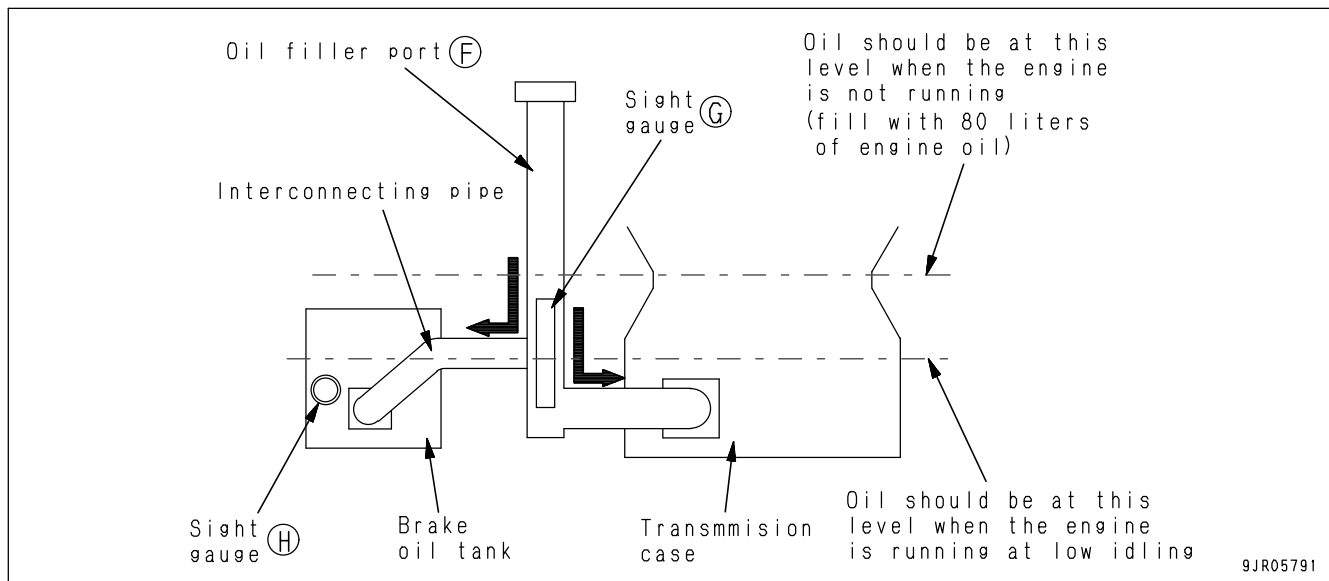 Oil filler port F
Sight
gauge G
Oil should be at this
level when the engine
is not running
(fill with 80 liters
of engine oil)
Interconnecting pipe
Sight
gauge H
Brake
oil tank
Transmmision
case
Oil should be at this
level when the engine
is running at low idling
9JR05791